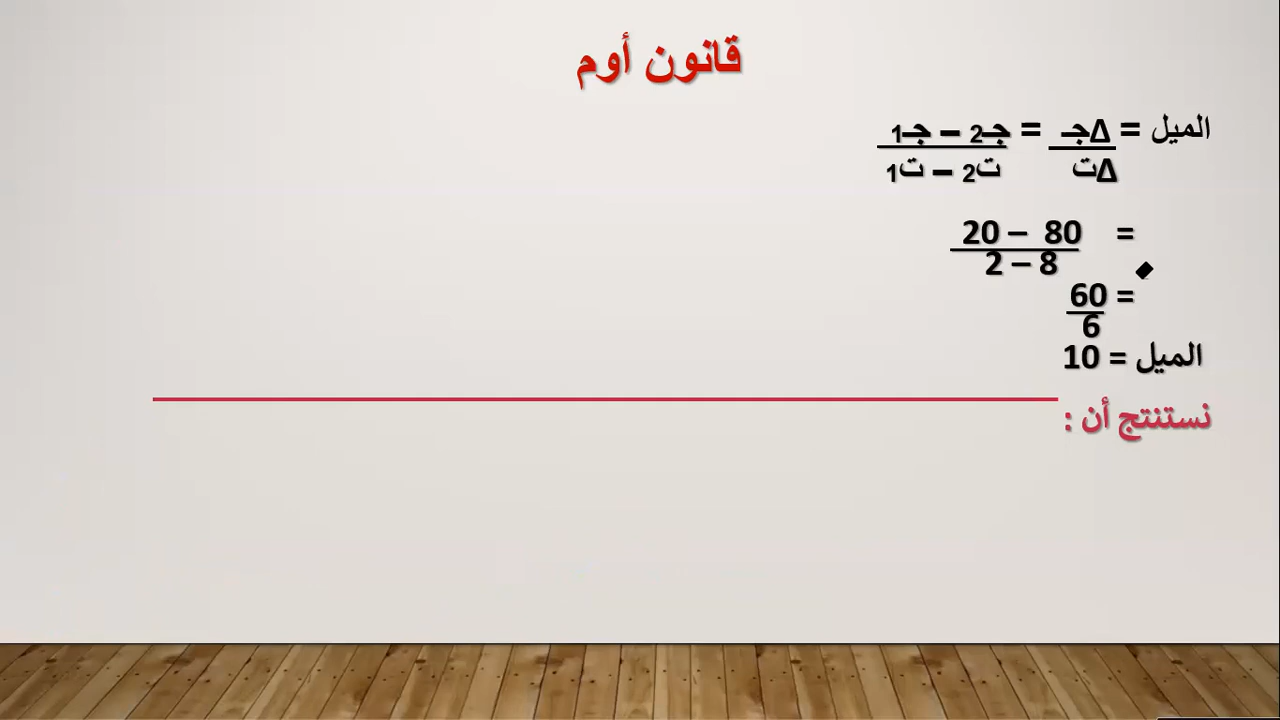 قانون أوم
الميل = Δجـ = جـ2 – جـ1
Δت ت2 – ت1
= 80 – 20
8 – 2
= 60
6
الميل = 10
نستنتج أن :